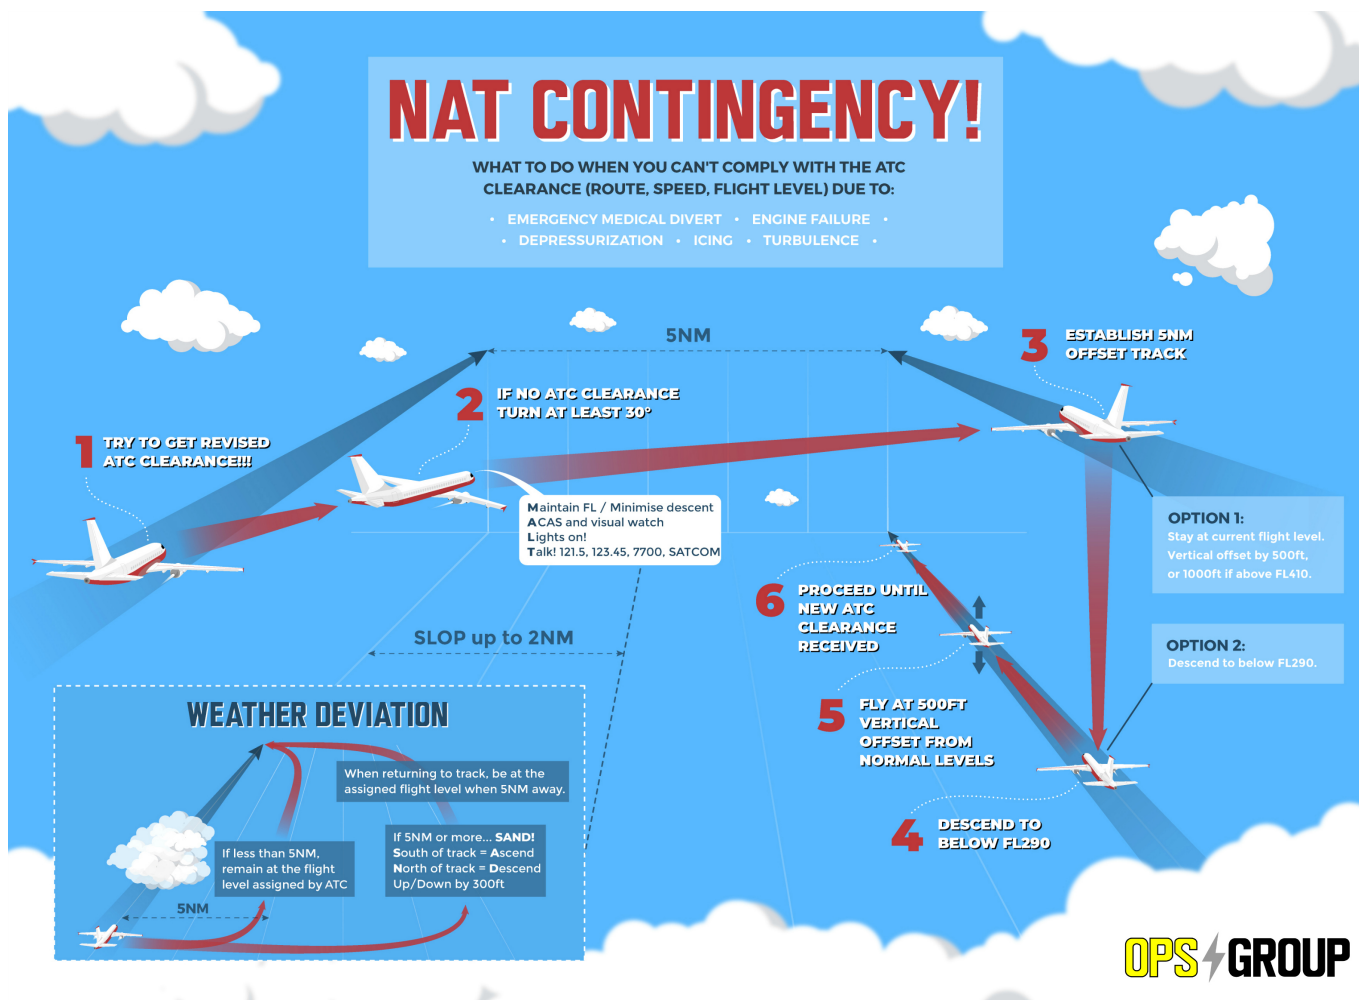 NAT CONTINGENCY!
WHAT TO DO WHEN YOU CAN'T COMPLY WITH THE ATC
CLEARANCE (ROUTE, SPEED, FLIGHT LEVEL) DUE TO:
• EMERGENCY MEDICAL DIVERT • ENGINE FAILURE •
• DEPRESSURIZATION • ICING • TURBULENCE •
5NM
1
TRY TO GET REVISED
ATC CLEARANCE!!!
2
IF NO ATC CLEARANCE
TURN AT LEAST 30°
3
ESTABLISH 5NM
OFFSET TRACK
Maintain FL / Minimise descent
ACAS and visual watch
Lights on!
Talk! 121.5, 123.45, 7700, SATCOM
OPTION 1:
Stay at current flight level.
Vertical offset by 500ft,
or 1000ft if above FL410.
OPTION 2:
Descend to below FL290.
6
PROCEED UNTIL
NEW ATC
CLEARANCE
RECEIVED
5
FLY AT 500FT
VERTICAL
OFFSET FROM
NORMAL LEVELS
4
DESCEND TO
BELOW FL290
SLOP up to 2NM
WEATHER DEVIATION
When returning to track, be at the
assigned flight level when 5NM away.
If less than 5NM,
remain at the flight
level assigned by ATC
If 5NM or more... SAND!
South of track = Ascend
North of track = Descend
Up/Down by 300ft
5NM
OPS GROUP